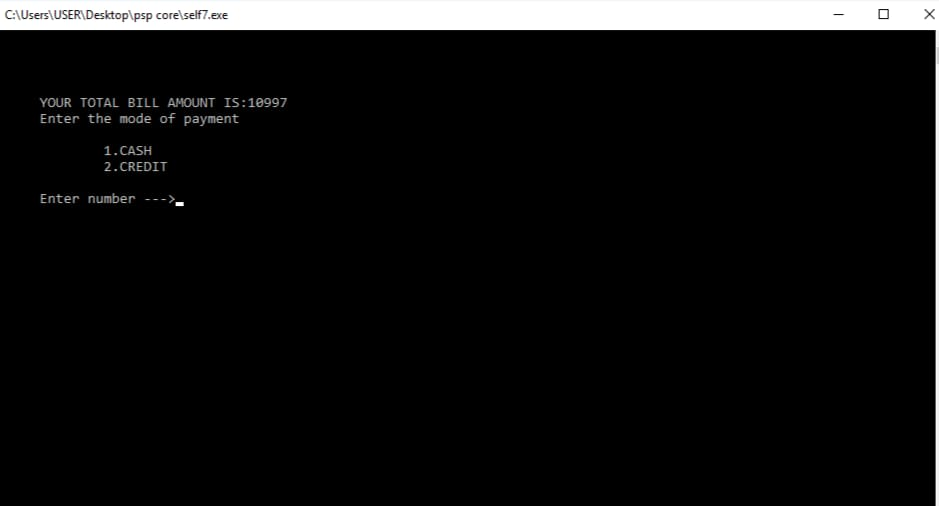 C:\Users\USER\Desktop\psp core\self7.exe
YOUR TOTAL BILL AMOUNT IS:10997
Enter the mode of payment
1.CASH
2.CREDIT
Enter number --->